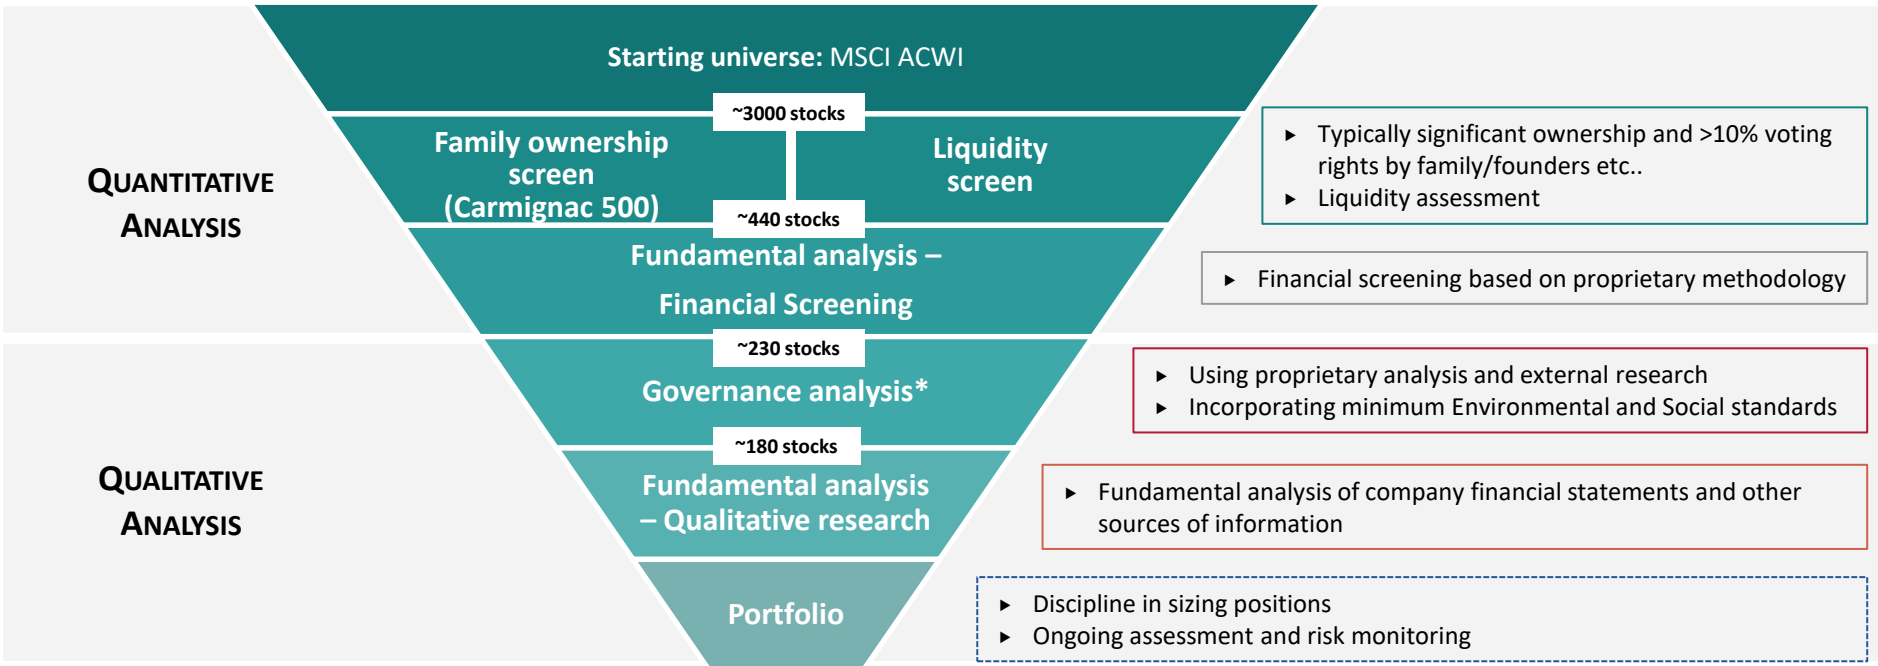 Starting universe: MSCI ACWI
~3000 stocks
Family ownership
screen
(Carmignac 500)
Liquidity
screen
~440 stocks
Fundamental analysis –
Financial Screening
~230 stocks
Governance analysis*
~180 stocks
Fundamental analysis
– Qualitative research
Portfolio
QUANTITATIVE
ANALYSIS
QUALITATIVE
ANALYSIS
▸ Typically significant ownership and >10% voting
rights by family/founders etc..
▸ Liquidity assessment
▸ Financial screening based on proprietary methodology
▸ Using proprietary analysis and external research
▸ Incorporating minimum Environmental and Social standards
▸ Fundamental analysis of company financial statements and other
sources of information
▸ Discipline in sizing positions
▸ Ongoing assessment and risk monitoring